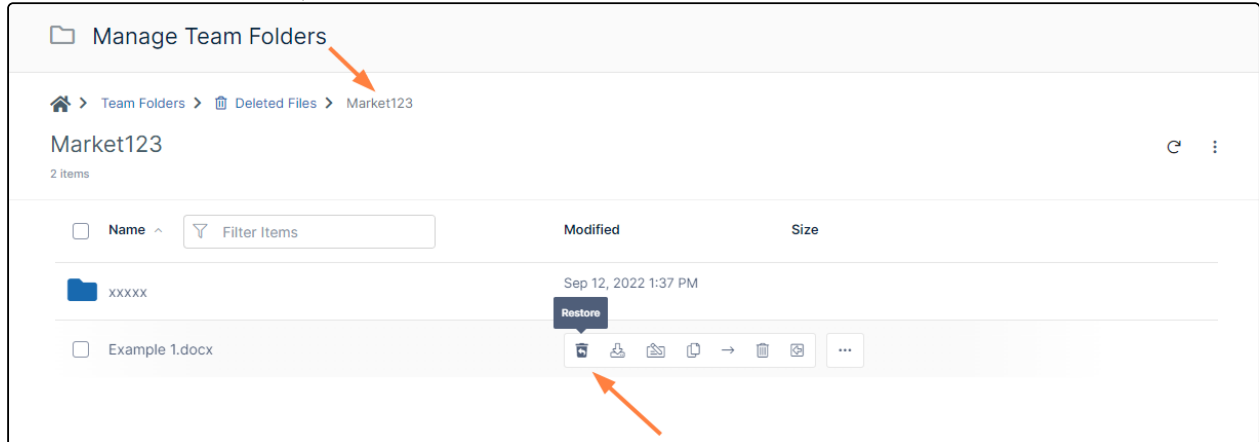 Manage Team Folders
Team Folders > Deleted Files > Market123
Market123
2 items
Name Filter Items Modified Size
xxxxx Sep 12, 2022 1:37 PM
Restore
Example 1.docx